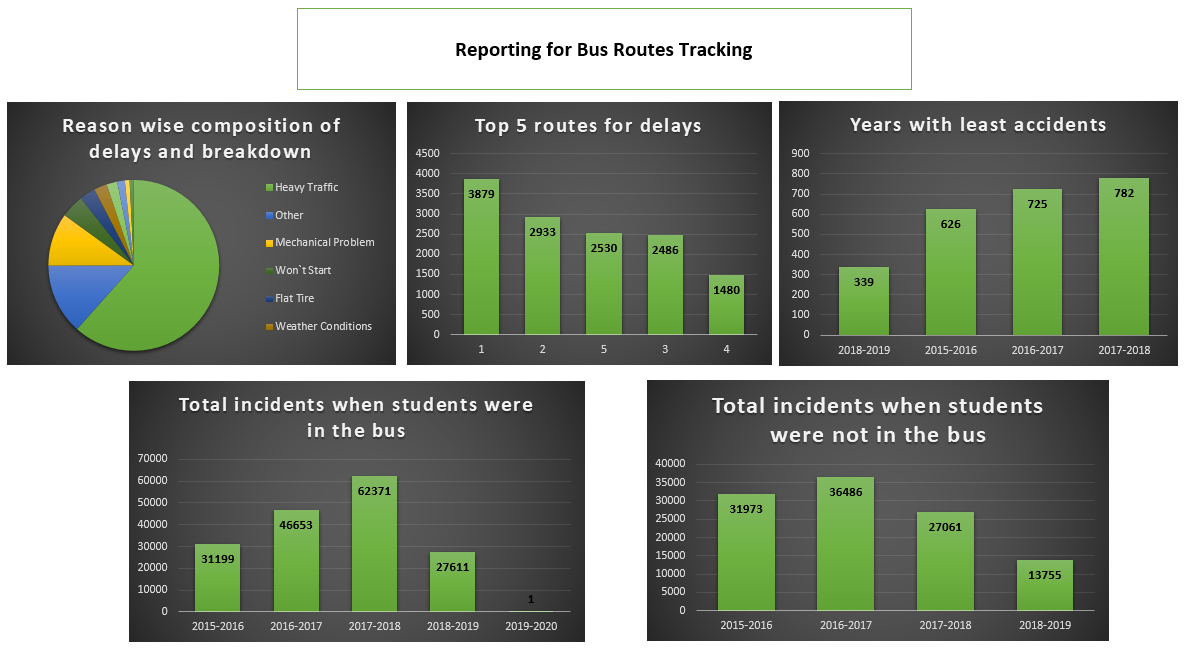 Reporting for Bus Routes Tracking
Reason wise composition of
delays and breakdown
Heavy Traffic
Other
Mechanical Problem
Won`t Start
Flat Tire
Weather Conditions
Top 5 routes for delays
4500
4000
3500
3000
2500
2000
1500
1000
500
0
3879
2933
2530
2486
1480
1 2 5 3 4
Years with least accidents
900
800
700
600
500
400
300
200
100
0
339
626
725
782
2018-2019 2015-2016 2016-2017 2017-2018
Total incidents when students were
in the bus
70000
60000
50000
40000
30000
20000
10000
0
31199
46653
62371
27611
1
2015-2016 2016-2017 2017-2018 2018-2019 2019-2020
Total incidents when students
were not in the bus
40000
35000
30000
25000
20000
15000
10000
5000
0
31973
36486
27061
13755
2015-2016 2016-2017 2017-2018 2018-2019